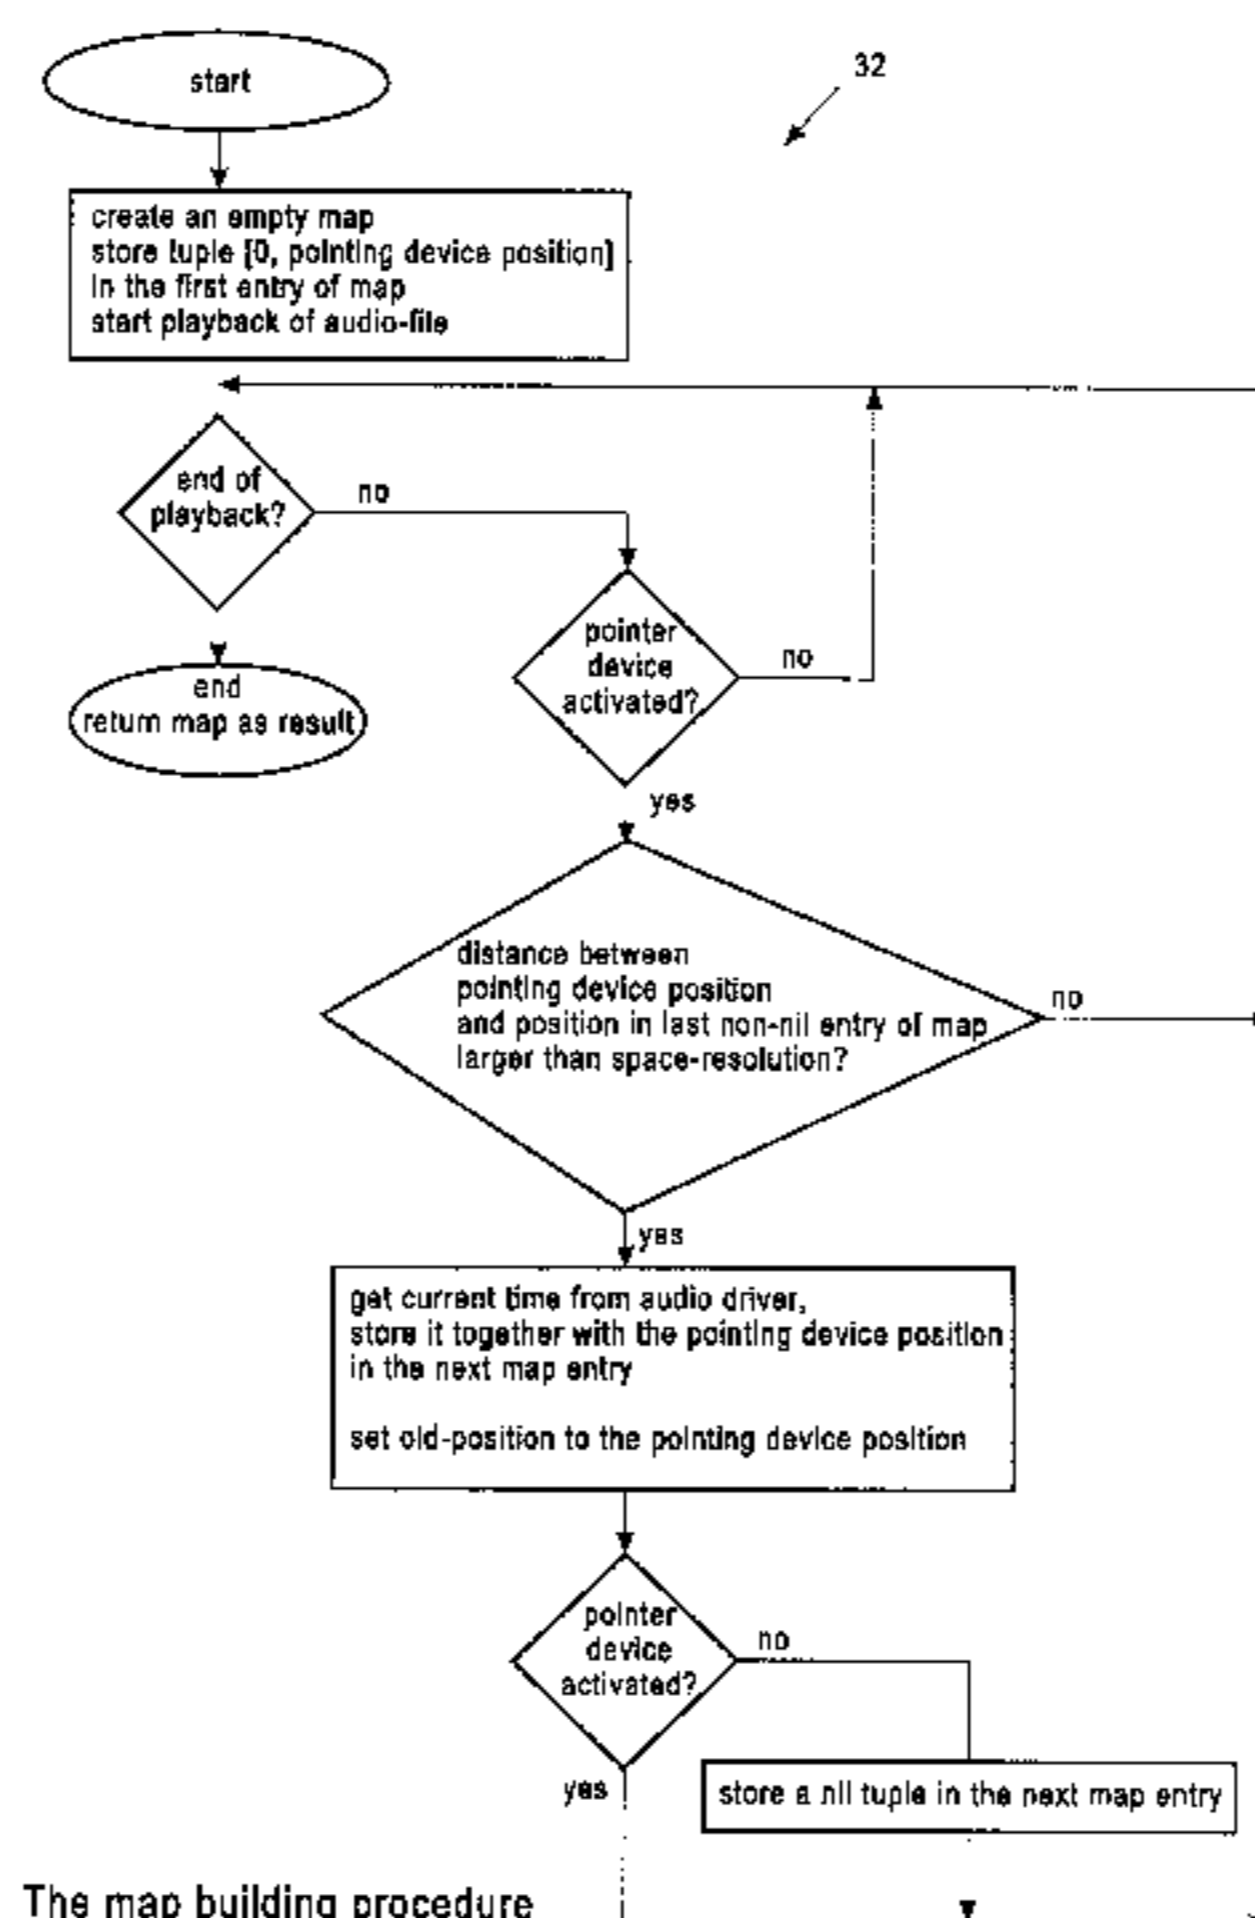 start
32
create an empty map
store tuple [0, pointing device position]
in the first entry of map
start playback of audio-file
end of
playback?
no
pointer
device
activated?
no
end
return map as result
yes
distance between
pointing device position
and position in last non-nil entry of map
larger than space-resolution?
no
yes
get current time from audio driver,
store it together with the pointing device position
in the next map entry
set old-position to the pointing device position
pointer
device
activated?
no
yes
store a nil tuple in the next map entry
The map building procedure